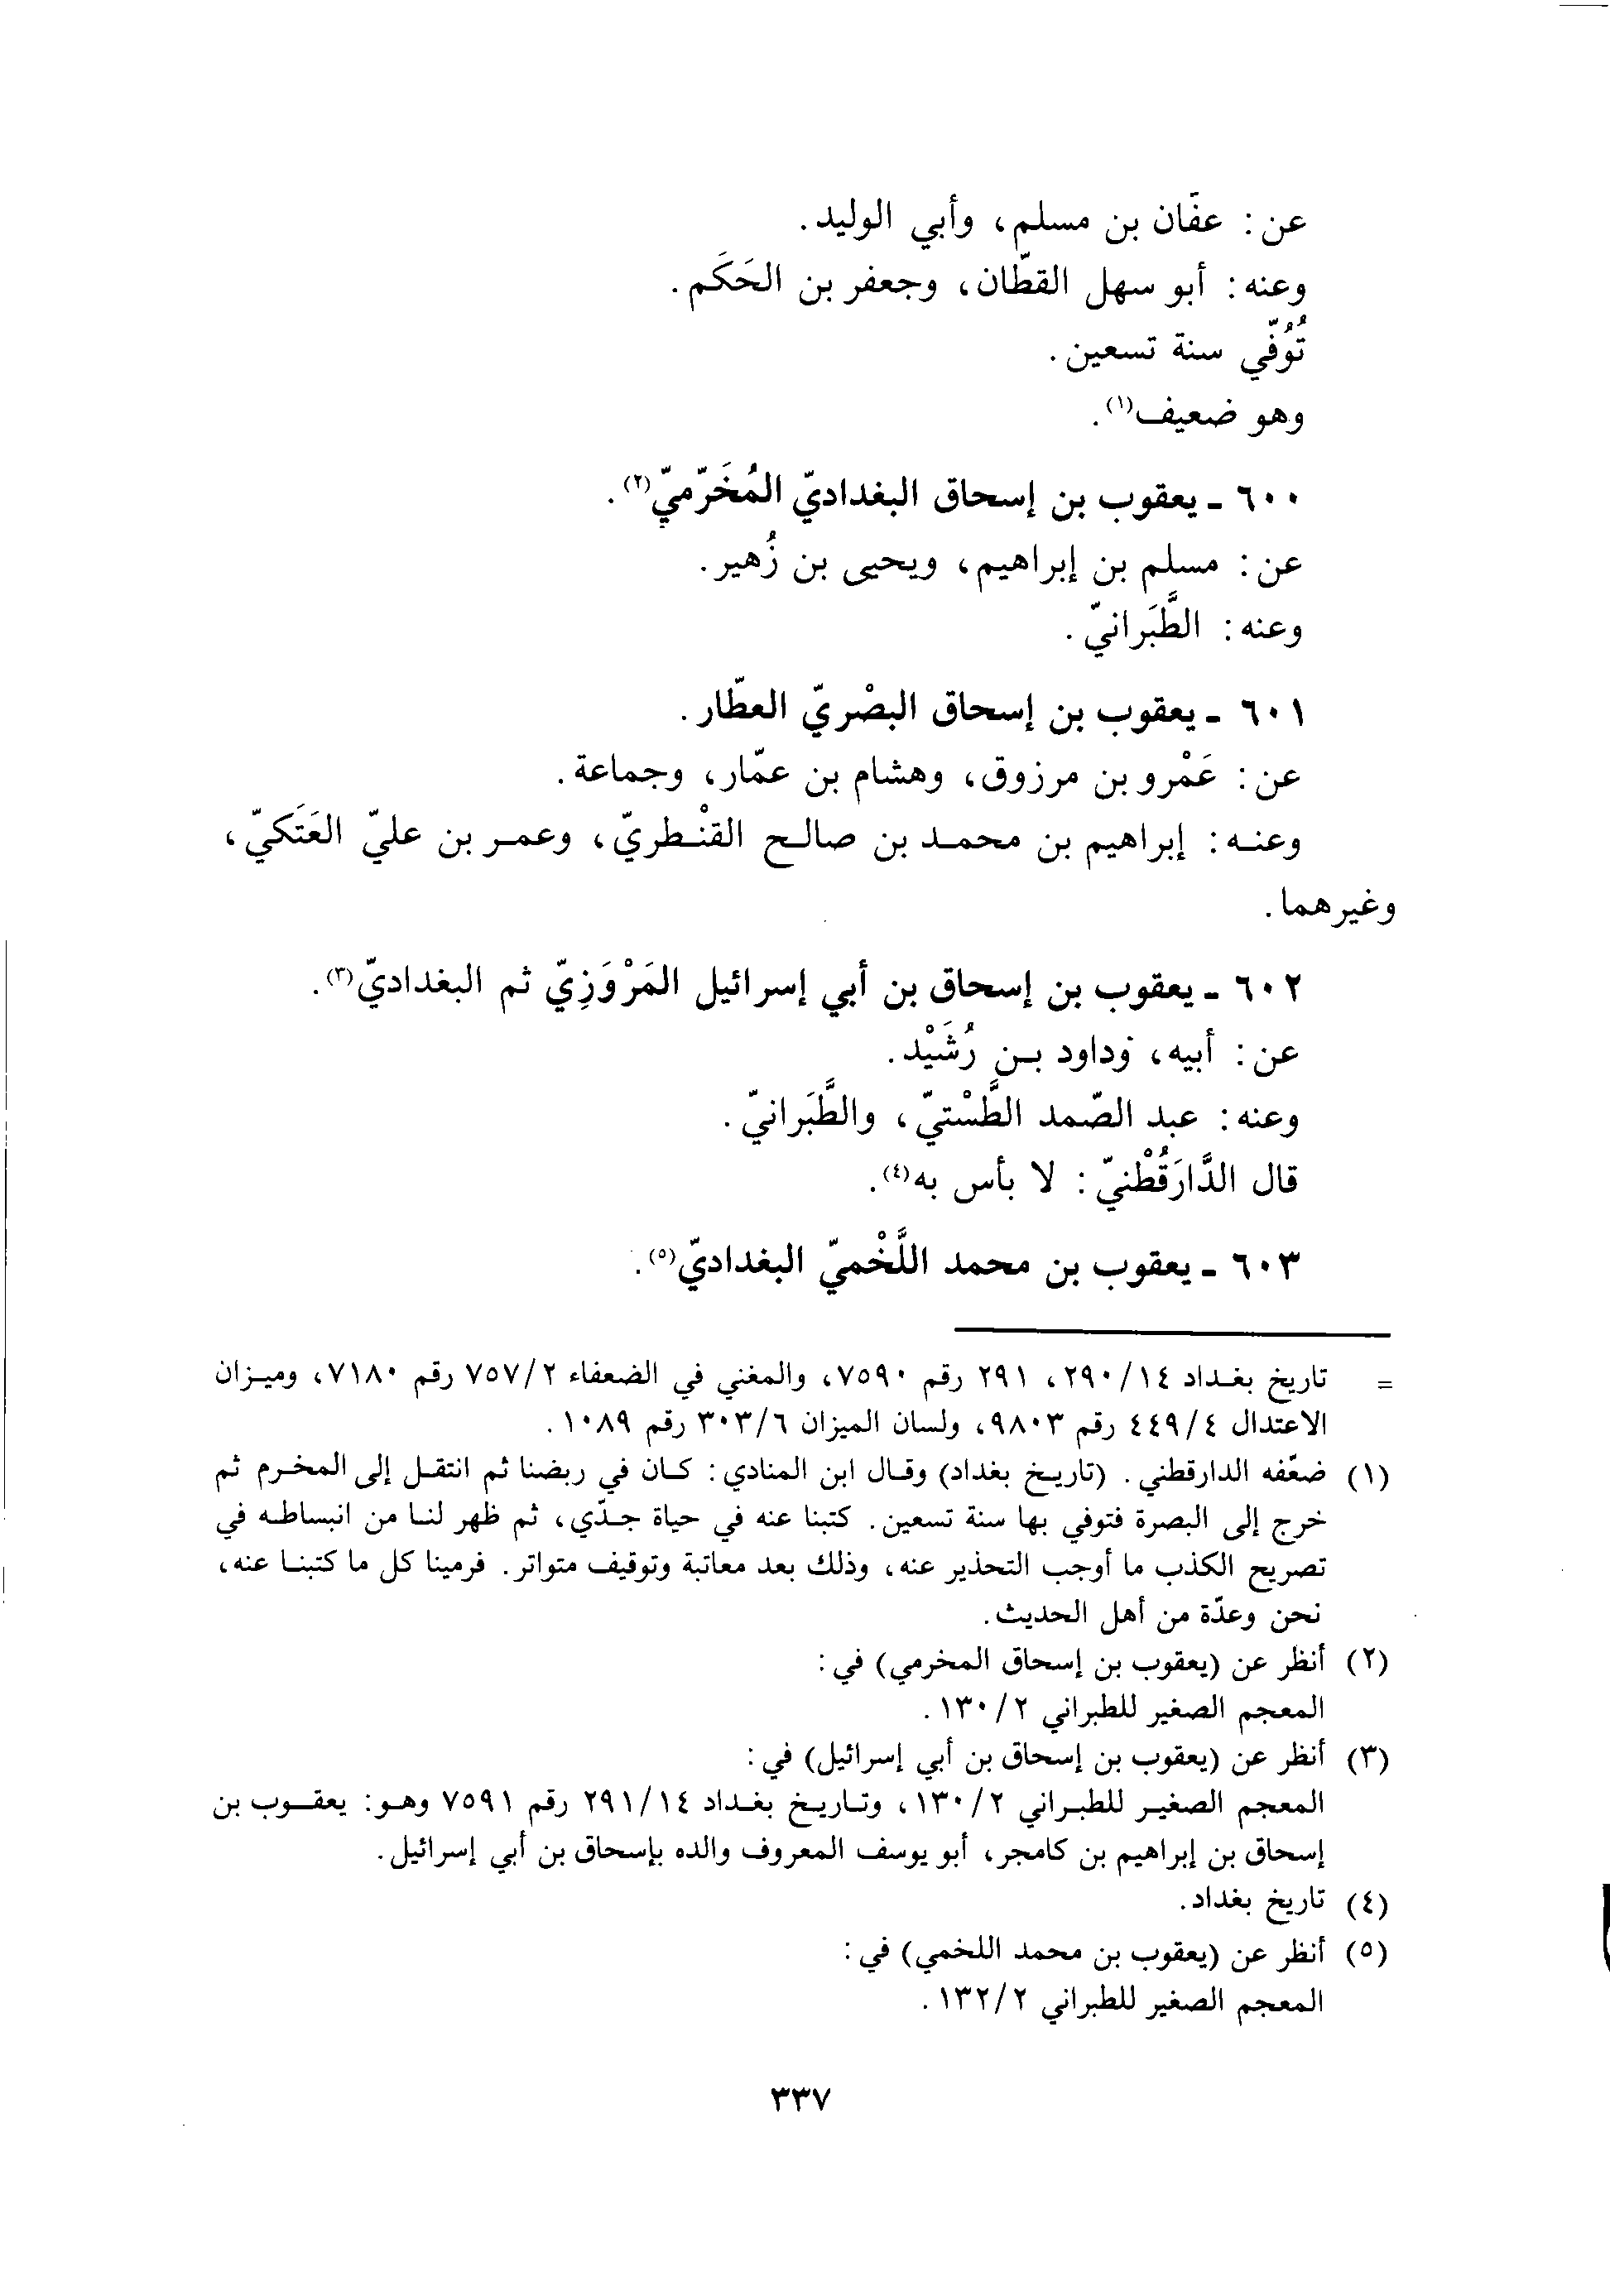 عن: عفّان بن مسلم، وأبي الوليد.
وعنه: أبو سهل القطّان، وجعفر بن الحَكَم.
تُوُفّي سنة تسعين.
وهو ضعيف(١).
٦٠٠ ـ يعقوب بن إسحاق البغداديّ المُخَرّميّ(٢).
عن: مسلم بن إبراهيم، ويحيى بن زُهير.
وعنه: الطَّبَرانيّ.
٦٠١ ـ يعقوب بن إسحاق البصْريّ العطّار.
عن: عَمْرو بن مرزوق، وهشام بن عمّار، وجماعة.
وعنه: إبراهيم بن محمد بن صالح القنْطريّ، وعمر بن عليّ العَتَكيّ،
وغيرهما.
٦٠٢ ـ يعقوب بن إسحاق بن أبي إسرائيل المَرْوَزِيّ ثم البغداديّ(٣).
عن: أبيه، وداود بن رُشَيْد.
وعنه: عبد الصّمد الطَّسْتيّ، والطَّبَرانيّ.
قال الدَّارَقُطْنيّ: لا بأس به(٤).
٦٠٣ ـ يعقوب بن محمد اللَّخْميّ البغداديّ(٥).
= تاريخ بغداد ١٤/ ٢٩٠، ٢٩١ رقم ٧٥٩٠، والمغني في الضعفاء ٢/ ٧٥٧ رقم ٧١٨٠، وميزان
الاعتدال ٤/ ٤٤٩ رقم ٩٨٠٣، ولسان الميزان ٦/ ٣٠٣ رقم ١٠٨٩.
(١) ضعّفه الدارقطني. (تاريخ بغداد) وقال ابن المنادي: كان في ربضنا ثم انتقل إلى المخرم ثم
خرج إلى البصرة فتوفي بها سنة تسعين. كتبنا عنه في حياة جدّي، ثم ظهر لنا من انبساطه في
تصريح الكذب ما أوجب التحذير عنه، وذلك بعد معاتبة وتوقيف متواتر. فرمينا كل ما كتبنا عنه،
نحن وعدّة من أهل الحديث.
(٢) أنظر عن (يعقوب بن إسحاق المخرمي) في:
المعجم الصغير للطبراني ٢/ ١٣٠.
(٣) أنظر عن (يعقوب بن إسحاق بن أبي إسرائيل) في:
المعجم الصغير للطبراني ٢/ ١٣٠، وتاريخ بغداد ١٤/ ٢٩١ رقم ٧٥٩١ وهو: يعقوب بن
إسحاق بن إبراهيم بن كامجر، أبو يوسف المعروف والده بإسحاق بن أبي إسرائيل.
(٤) تاريخ بغداد.
(٥) أنظر عن (يعقوب بن محمد اللخمي) في:
المعجم الصغير للطبراني ٢/ ١٣٢.
٣٣٧